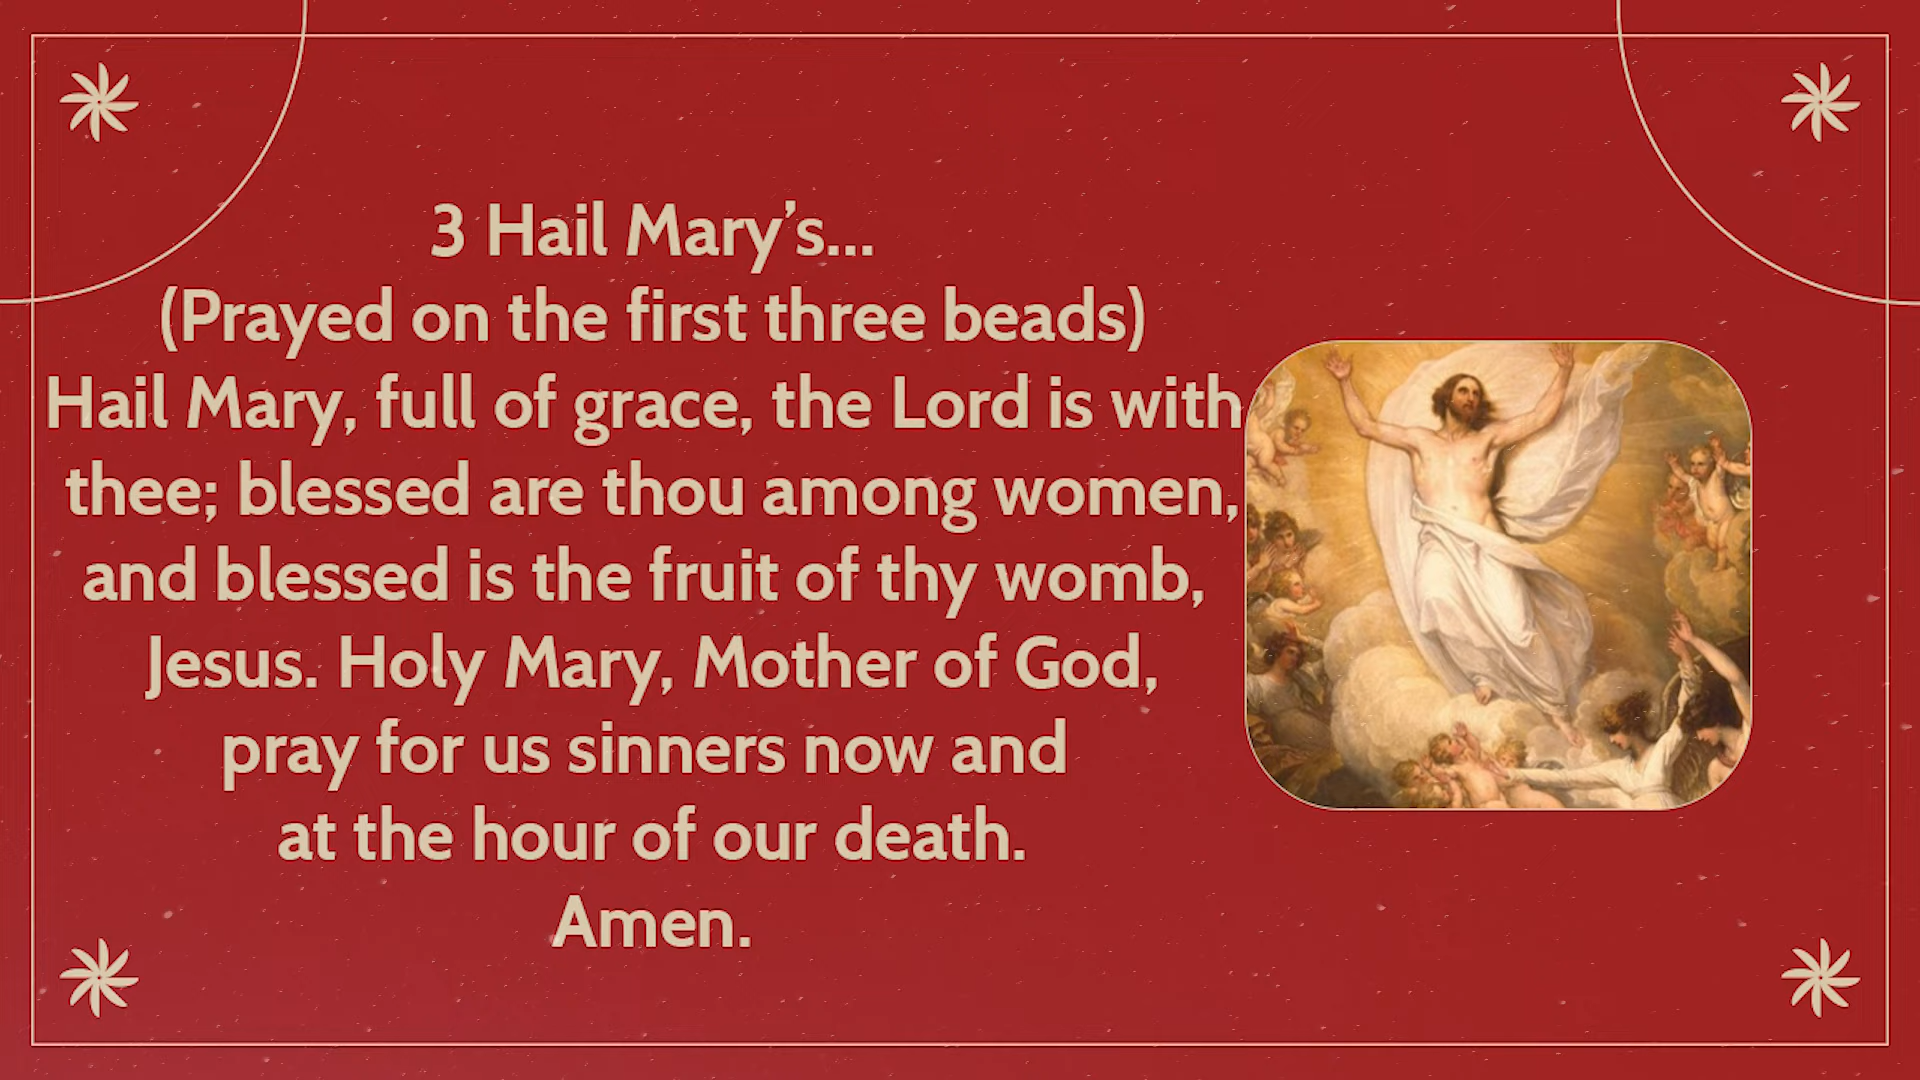 3 Hail Mary’s...
(Prayed on the first three beads)
Hail Mary, full of grace, the Lord is with
thee; blessed are thou among women,
and blessed is the fruit of thy womb,
Jesus. Holy Mary, Mother of God,
pray for us sinners now and
at the hour of our death.
Amen.